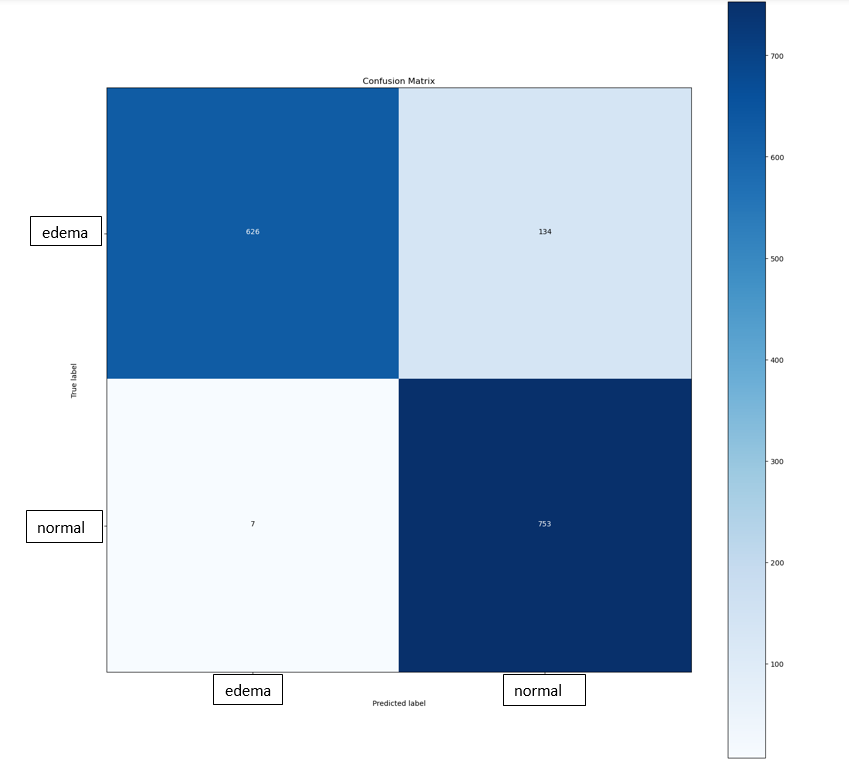 Confusion Matrix
700
600
500
400
300
200
100
edema
626
134
True label
normal
7
753
edema
normal
Predicted label